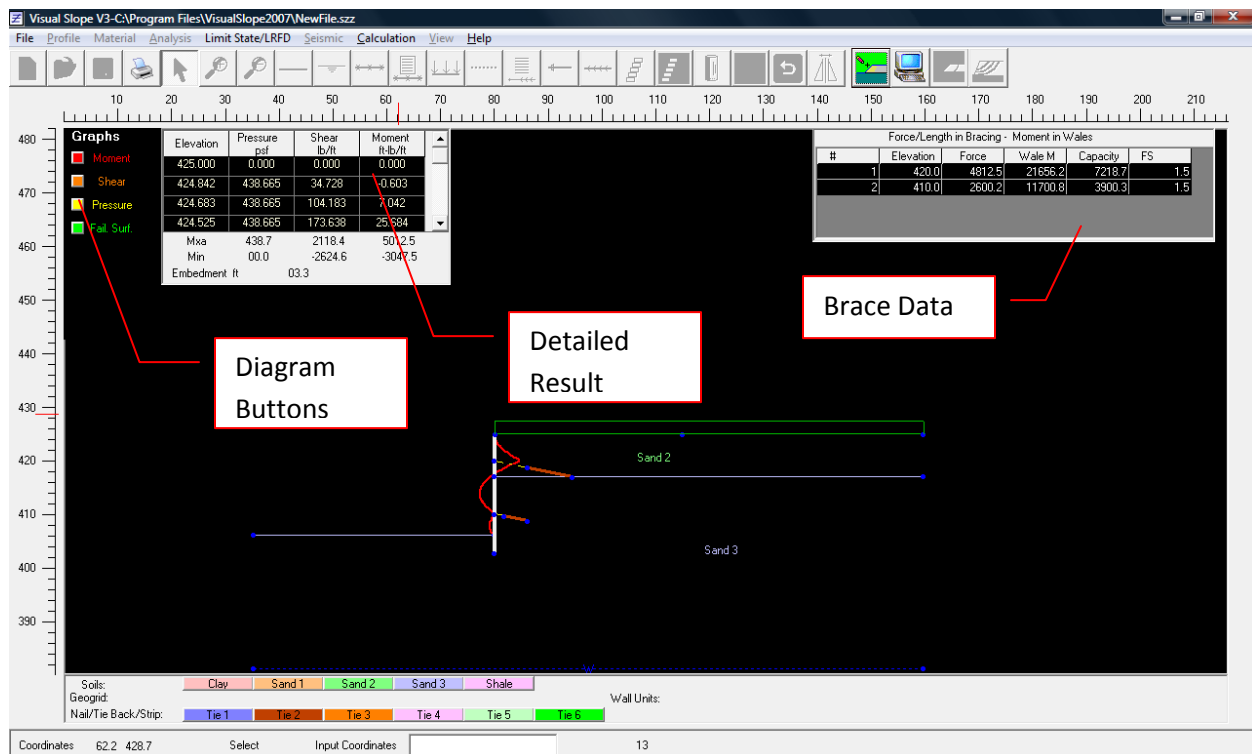 Visual Slope V3-C:\Program Files\VisualSlope2007\NewFile.szz
File Profile Material Analysis Limit State/LRFD Seismic Calculation View Help
10 20 30 40 50 60 70 80 90 100 110 120 130 140 150 160 170 180 190 200 210
480
470
460
450
440
430
420
410
400
390
Graphs
Moment
Shear
Pressure
Fail. Surf.
Elevation Pressure psf Shear lb/ft Moment ft-lb/ft
425.000 0.000 0.000 0.000
424.842 438.665 34.728 -0.603
424.683 438.665 104.183 7.042
424.525 438.665 173.638 25.684
Mxa 438.7 2118.4 5012.5
Min 00.0 -2624.6 -3047.5
Embedment ft 03.3
Force/Length in Bracing - Moment in Wales
# Elevation Force Wale M Capacity FS
1 420.0 4812.5 21656.2 7218.7 1.5
2 410.0 2600.2 11700.8 3900.3 1.5
Diagram
Buttons
Detailed
Result
Brace Data
Sand 2
Sand 3
W
Soils: Clay Sand 1 Sand 2 Sand 3 Shale
Geogrid: Wall Units:
Nail/Tie Back/Strip: Tie 1 Tie 2 Tie 3 Tie 4 Tie 5 Tie 6
Coordinates 62.2 428.7 Select Input Coordinates 13